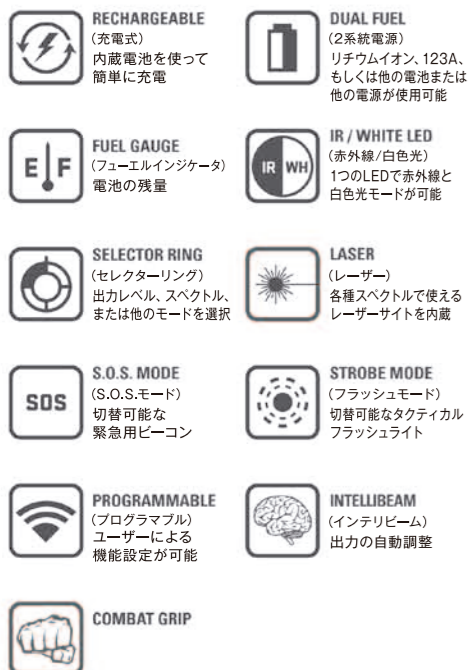 RECHARGEABLE
(充電式)
内蔵電池を使って
簡単に充電
DUAL FUEL
(2系統電源)
リチウムイオン、123A、
もしくは他の電池または
他の電源が使用可能
E F
FUEL GAUGE
(フューエルインジケータ)
電池の残量
IR WH
IR / WHITE LED
(赤外線/白色光)
1つのLEDで赤外線と
白色光モードが可能
SELECTOR RING
(セレクターリング)
出力レベル、スペクトル、
または他のモードを選択
LASER
(レーザー)
各種スペクトルで使える
レーザーサイトを内蔵
SOS
S.O.S. MODE
(S.O.S.モード)
切替可能な
緊急用ビーコン
STROBE MODE
(フラッシュモード)
切替可能なタクティカル
フラッシュライト
PROGRAMMABLE
(プログラマブル)
ユーザーによる
機能設定が可能
INTELLIBEAM
(インテリビーム)
出力の自動調整
COMBAT GRIP